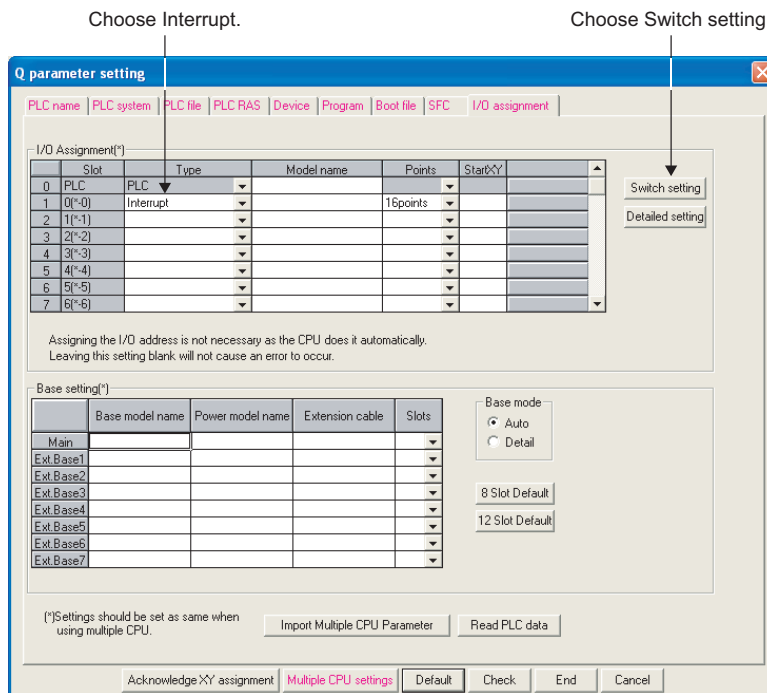 Choose Interrupt. Choose Switch setting
Q parameter setting
PLC name PLC system PLC file PLC RAS Device Program Boot file SFC I/O assignment
I/O Assignment(*)
Slot Type Model name Points StartXY
0 PLC PLC
1 0(*-0) Interrupt 16points
2 1(*-1)
3 2(*-2)
4 3(*-3)
5 4(*-4)
6 5(*-5)
7 6(*-6)
Switch setting
Detailed setting
Assigning the I/O address is not necessary as the CPU does it automatically.
Leaving this setting blank will not cause an error to occur.
Base setting(*)
Base model name Power model name Extension cable Slots
Main
Ext.Base1
Ext.Base2
Ext.Base3
Ext.Base4
Ext.Base5
Ext.Base6
Ext.Base7
Base mode
Auto
Detail
8 Slot Default
12 Slot Default
(*)Settings should be set as same when
using multiple CPU.
Import Multiple CPU Parameter Read PLC data
Acknowledge XY assignment Multiple CPU settings Default Check End Cancel